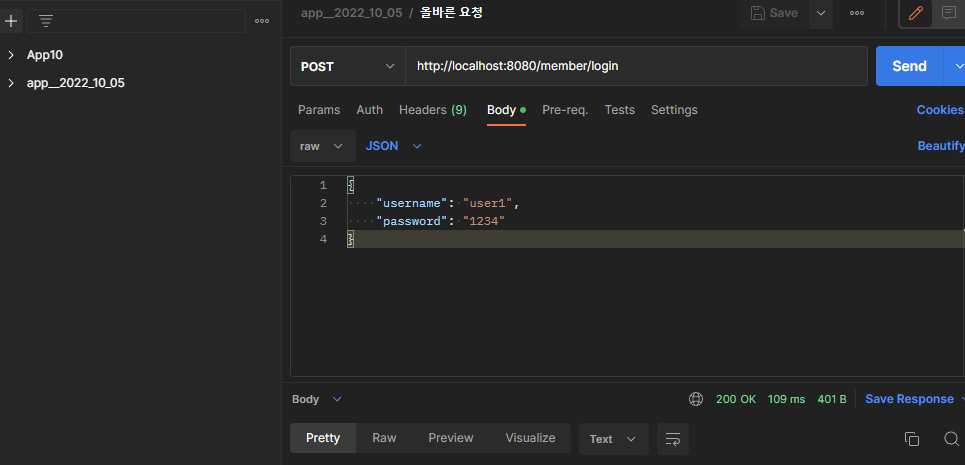 app__2022_10_05 / 올바른 요청
Save
App10
app__2022_10_05
POST
http://localhost:8080/member/login
Send
Params Auth Headers (9) Body Pre-req. Tests Settings
Cookies
raw JSON
Beautify
1 {
2 "username": "user1",
3 "password": "1234"
4 }
Body
200 OK 109 ms 401 B Save Response
Pretty Raw Preview Visualize Text